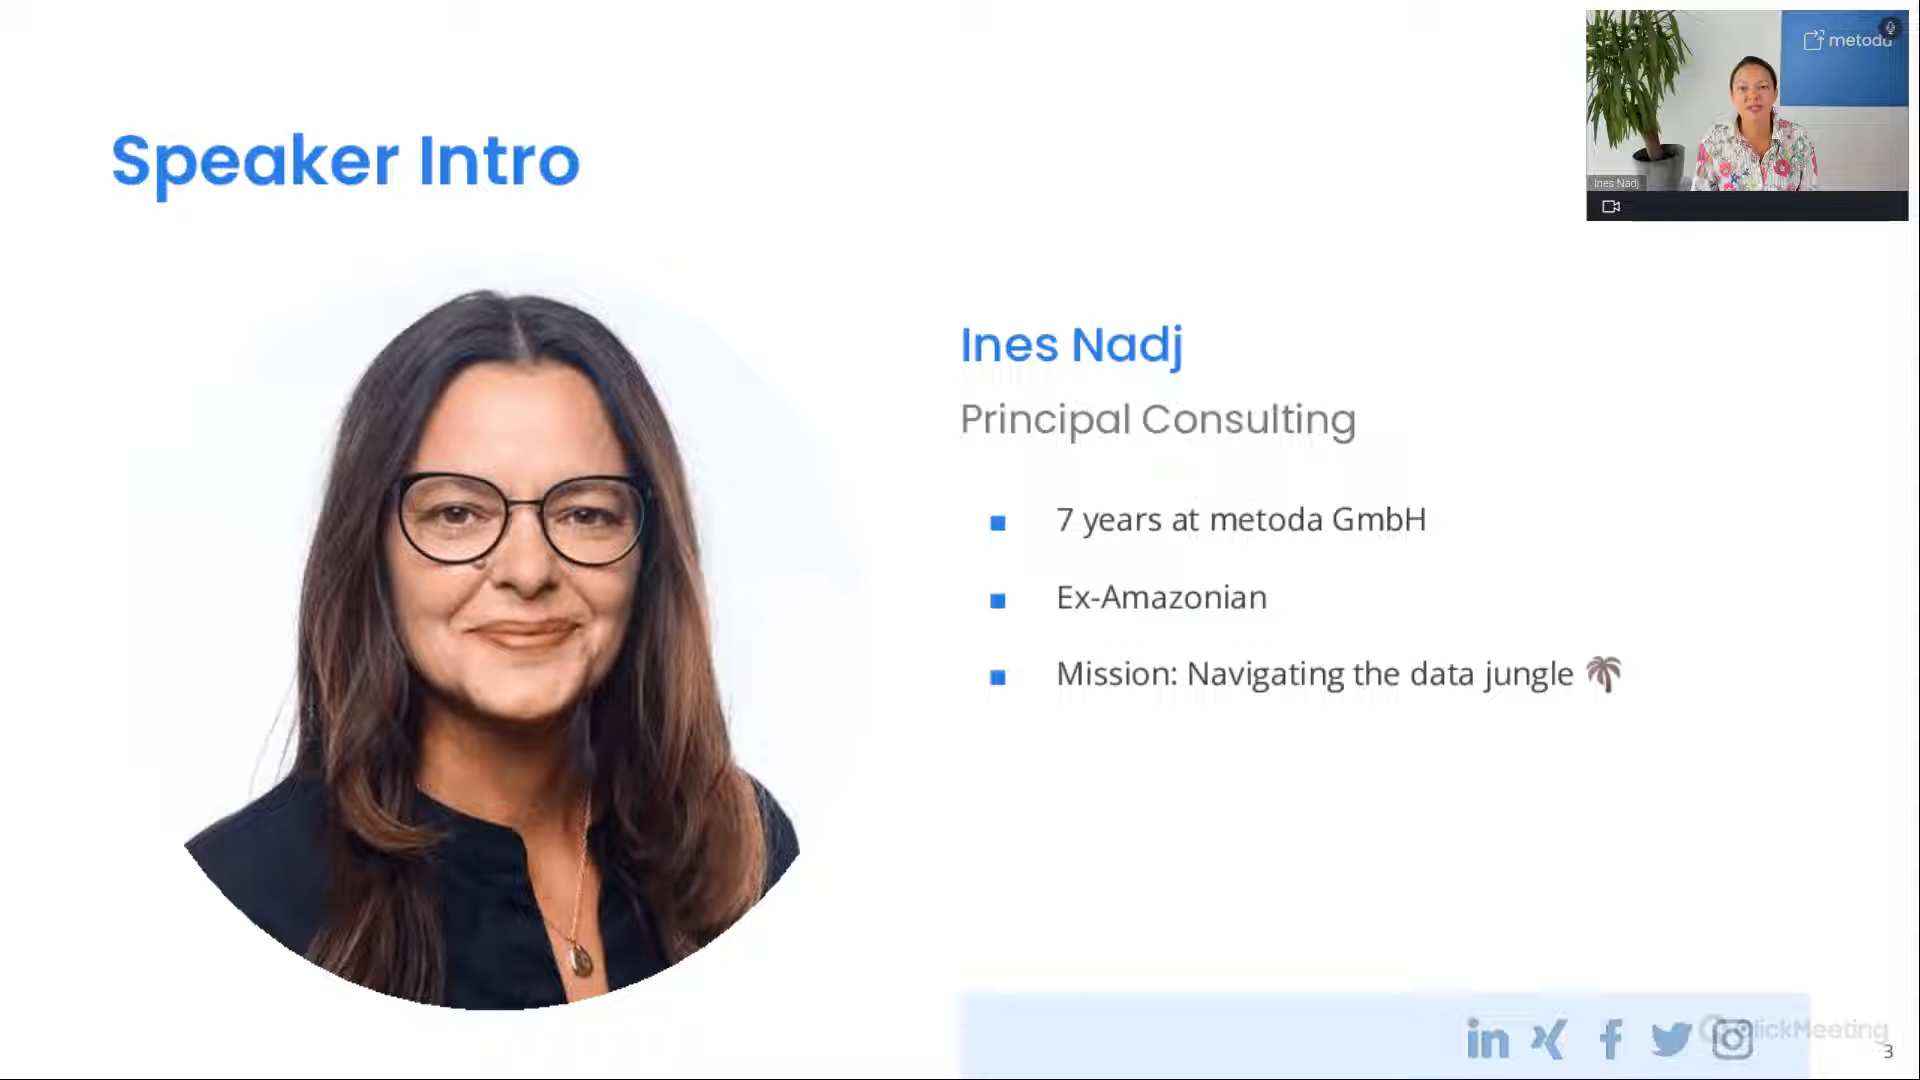 metoda
Speaker Intro
Ines Nadj
Ines Nadj
Principal Consulting
7 years at metoda GmbH
Ex-Amazonian
Mission: Navigating the data jungle 🌴
ClickMeeting
3